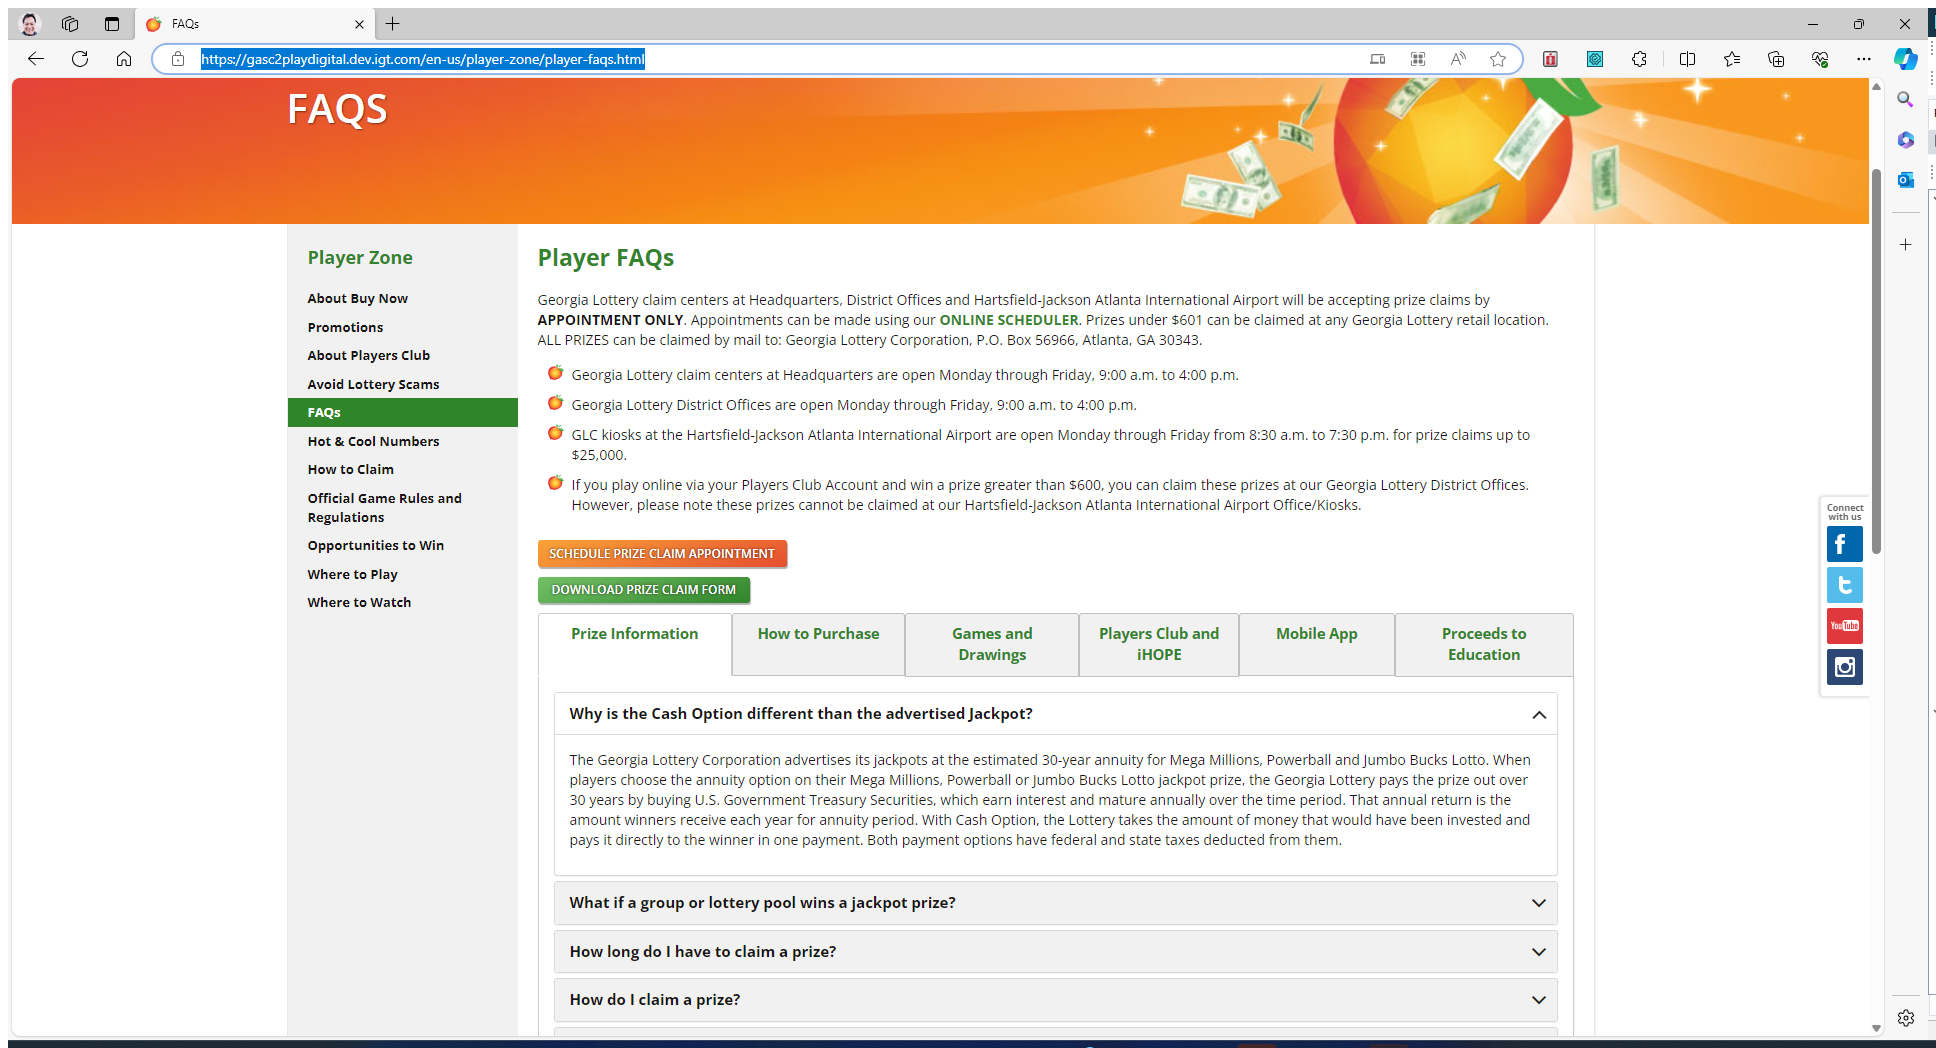 FAQs
https://gasc2playdigital.dev.igt.com/en-us/player-zone/player-faqs.html
FAQS
Player Zone
About Buy Now
Promotions
About Players Club
Avoid Lottery Scams
FAQs
Hot & Cool Numbers
How to Claim
Official Game Rules and
Regulations
Opportunities to Win
Where to Play
Where to Watch
Player FAQs
Georgia Lottery claim centers at Headquarters, District Offices and Hartsfield-Jackson Atlanta International Airport will be accepting prize claims by
APPOINTMENT ONLY. Appointments can be made using our ONLINE SCHEDULER. Prizes under $601 can be claimed at any Georgia Lottery retail location.
ALL PRIZES can be claimed by mail to: Georgia Lottery Corporation, P.O. Box 56966, Atlanta, GA 30343.
Georgia Lottery claim centers at Headquarters are open Monday through Friday, 9:00 a.m. to 4:00 p.m.
Georgia Lottery District Offices are open Monday through Friday, 9:00 a.m. to 4:00 p.m.
GLC kiosks at the Hartsfield-Jackson Atlanta International Airport are open Monday through Friday from 8:30 a.m. to 7:30 p.m. for prize claims up to
$25,000.
If you play online via your Players Club Account and win a prize greater than $600, you can claim these prizes at our Georgia Lottery District Offices.
However, please note these prizes cannot be claimed at our Hartsfield-Jackson Atlanta International Airport Office/Kiosks.
SCHEDULE PRIZE CLAIM APPOINTMENT
DOWNLOAD PRIZE CLAIM FORM
Prize Information
How to Purchase
Games and
Drawings
Players Club and
iHOPE
Mobile App
Proceeds to
Education
Why is the Cash Option different than the advertised Jackpot?
The Georgia Lottery Corporation advertises its jackpots at the estimated 30-year annuity for Mega Millions, Powerball and Jumbo Bucks Lotto. When
players choose the annuity option on their Mega Millions, Powerball or Jumbo Bucks Lotto jackpot prize, the Georgia Lottery pays the prize out over
30 years by buying U.S. Government Treasury Securities, which earn interest and mature annually over the time period. That annual return is the
amount winners receive each year for annuity period. With Cash Option, the Lottery takes the amount of money that would have been invested and
pays it directly to the winner in one payment. Both payment options have federal and state taxes deducted from them.
What if a group or lottery pool wins a jackpot prize?
How long do I have to claim a prize?
How do I claim a prize?
Connect
with us
YouTube